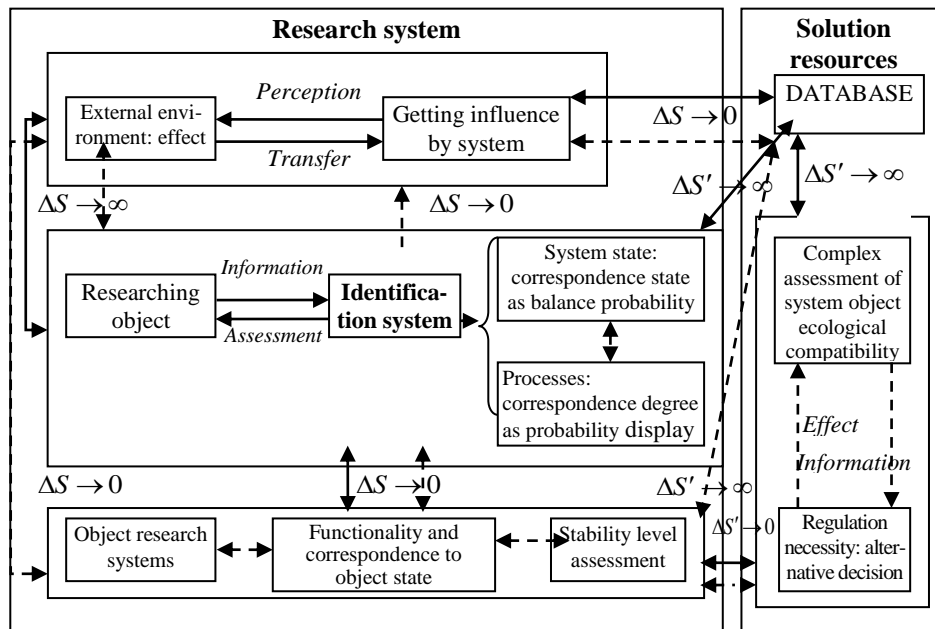 Research system
Perception
External envi-
ronment: effect
Getting influence
by system
Transfer
ΔS → ∞
ΔS → 0
Information
Researching
object
Identifica-
tion system
Assessment
System state:
correspondence state
as balance probability
Processes:
correspondence degree
as probability display
ΔS → 0
ΔS → 0
ΔS′ → ∞
Object research
systems
Functionality and
correspondence to
object state
Stability level
assessment
Solution
resources
DATABASE
ΔS → 0
ΔS′ → ∞
ΔS′ → ∞
Complex
assessment of
system object
ecological
compatibility
Effect
Information
ΔS′ → 0
Regulation
necessity: alter-
native decision